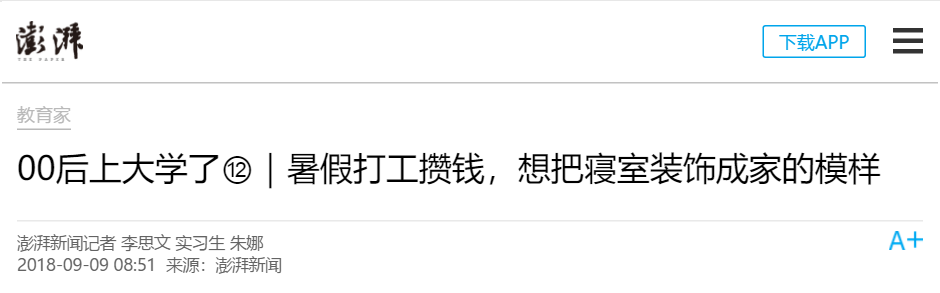 澎湃
THE PAPER
下载APP
教育家
00后上大学了⑫｜暑假打工攒钱，想把寝室装饰成家的模样
澎湃新闻记者 李思文 实习生 朱娜
A+
2018-09-09 08:51 来源：澎湃新闻